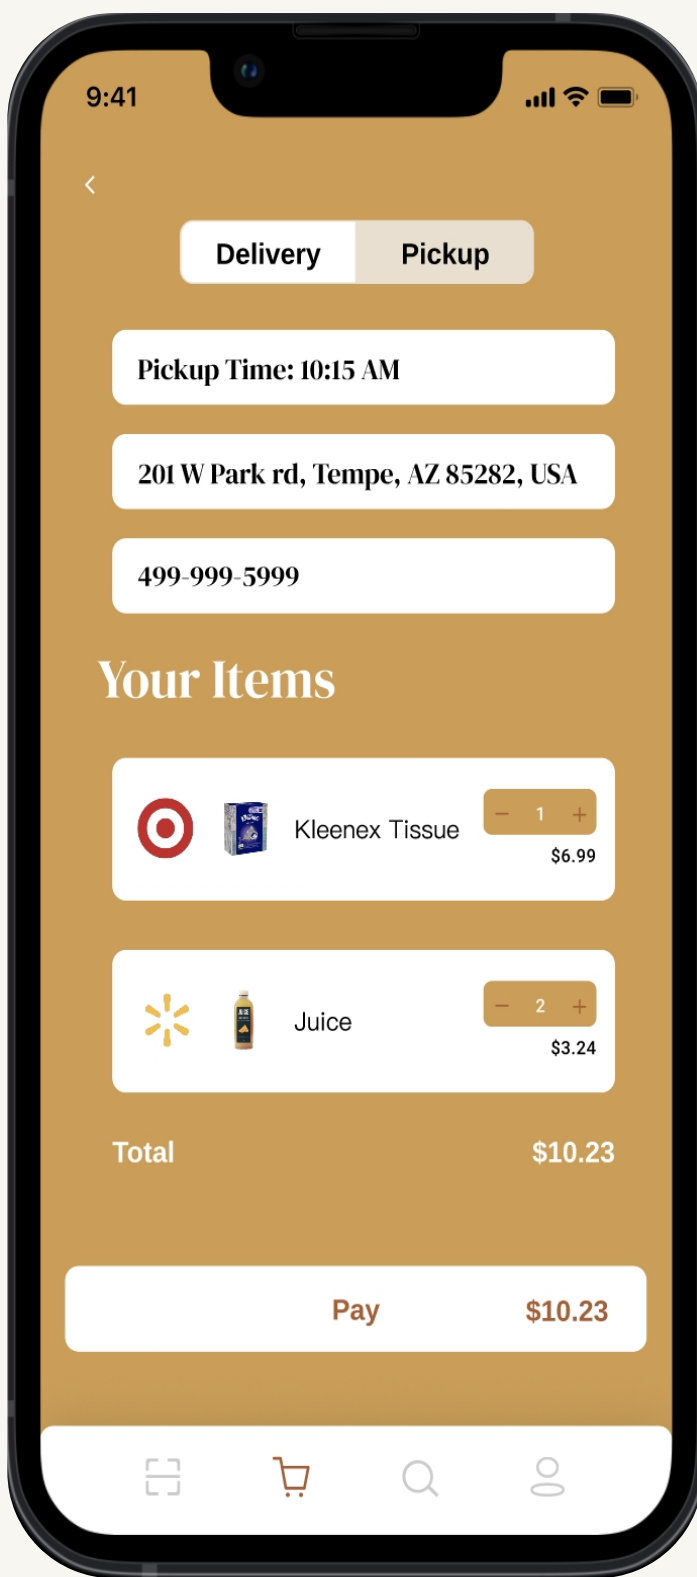 9:41
Delivery Pickup
Pickup Time: 10:15 AM
201 W Park rd, Tempe, AZ 85282, USA
499-999-5999
Your Items
Kleenex Tissue
− 1 +
$6.99
JUICE
Juice
− 2 +
$3.24
Total $10.23
Pay $10.23